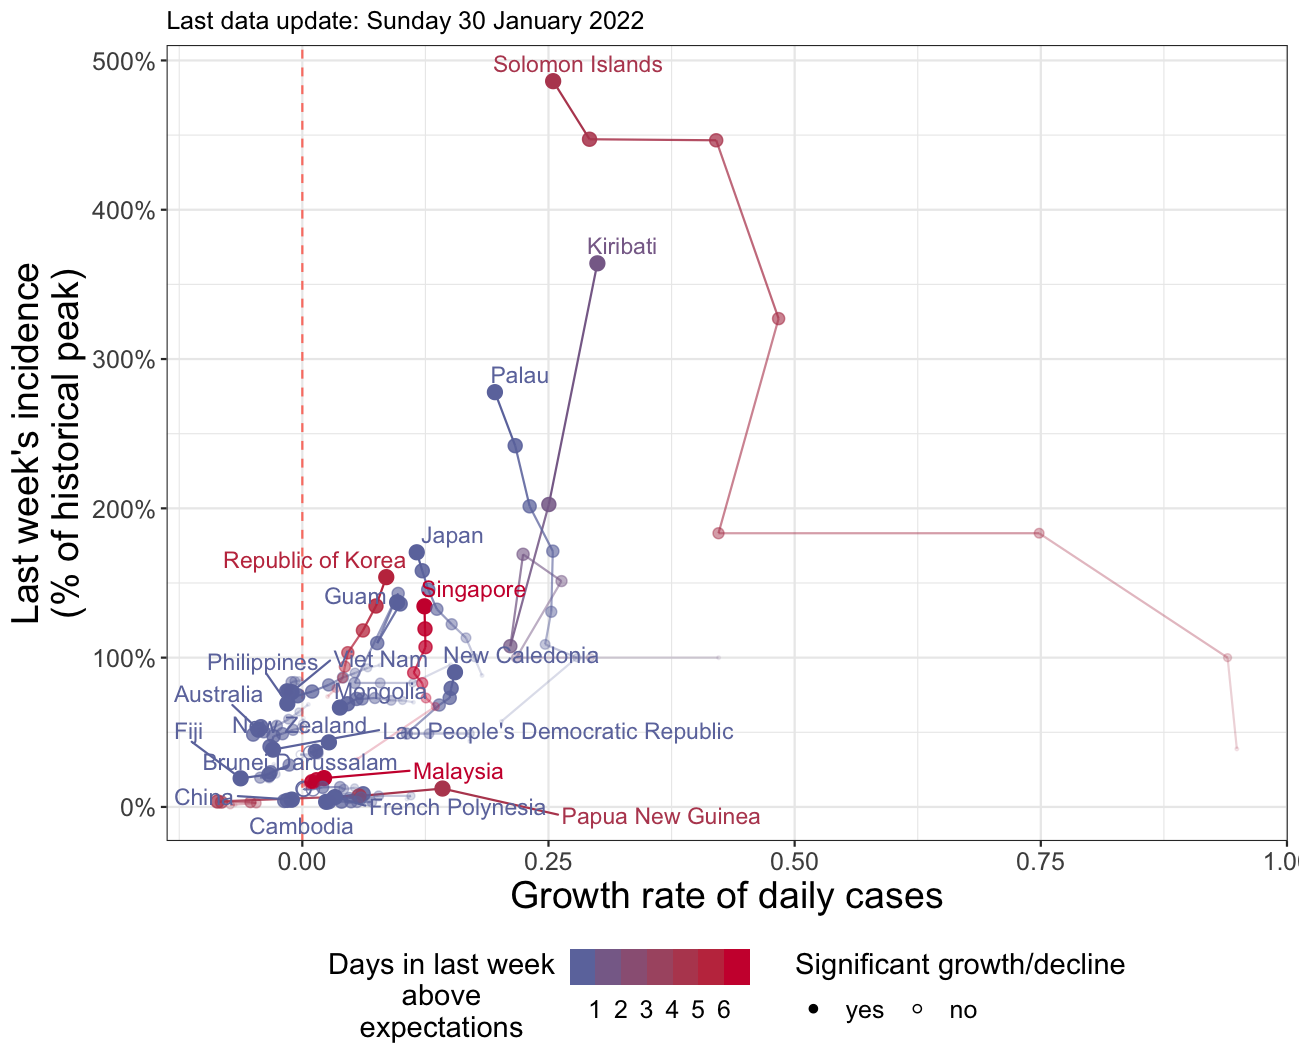 Last data update: Sunday 30 January 2022
500%
400%
300%
200%
100%
0%
Last week's incidence
(% of historical peak)
Solomon Islands
Kiribati
Palau
Japan
Republic of Korea
Singapore
Guam
New Caledonia
Philippines
Viet Nam
Australia
Mongolia
New Zealand
Fiji
Lao People's Democratic Republic
Brunei Darussalam
Malaysia
China
French Polynesia
Papua New Guinea
Cambodia
0.00
0.25
0.50
0.75
1.0
Growth rate of daily cases
Days in last week
above
expectations
1 2 3 4 5 6
Significant growth/decline
yes
no